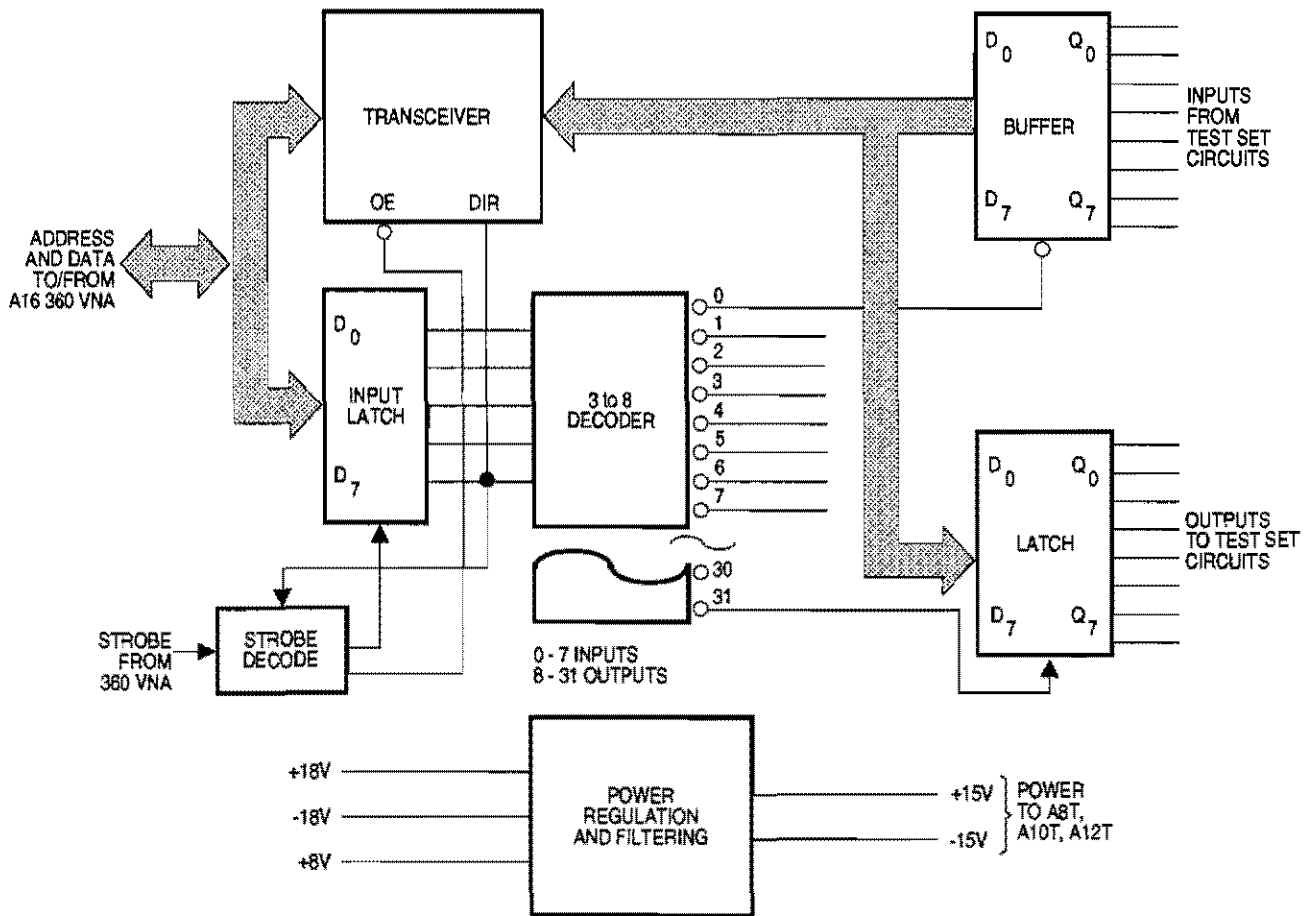 TRANSCEIVER
OE DIR
D0 Q0
BUFFER
D7 Q7
INPUTS
FROM
TEST SET
CIRCUITS
ADDRESS
AND DATA
TO/FROM
A16 360 VNA
D0
INPUT
LATCH
D7
3 to 8
DECODER
0
1
2
3
4
5
6
7
30
31
D0 Q0
LATCH
D7 Q7
OUTPUTS
TO TEST SET
CIRCUITS
STROBE
FROM
360 VNA
STROBE
DECODE
0 - 7 INPUTS
8 - 31 OUTPUTS
+18V
-18V
+8V
POWER
REGULATION
AND FILTERING
+15V
-15V
POWER
TO A8T,
A10T, A12T